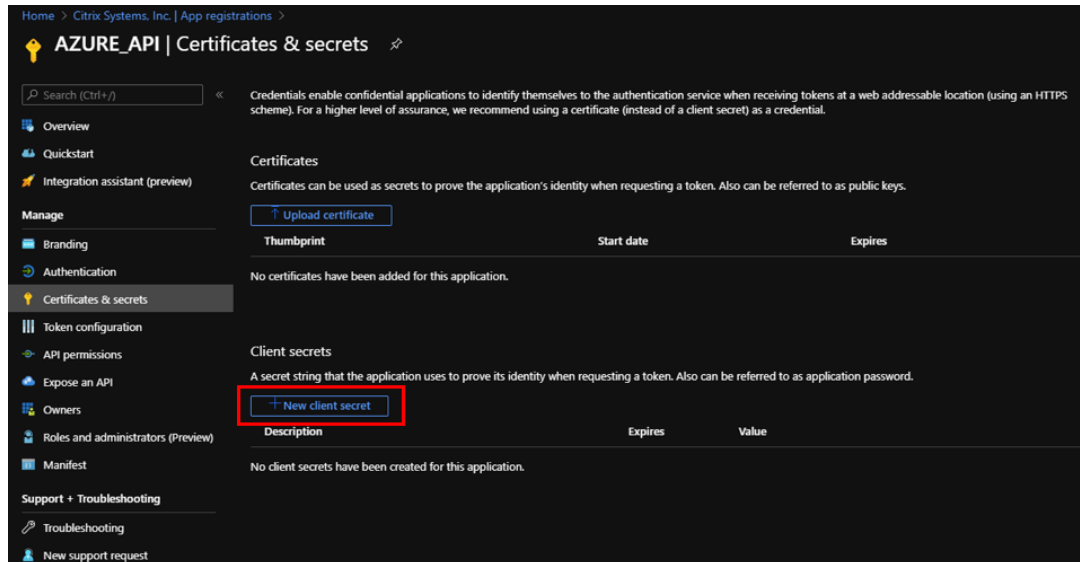 Home > Citrix Systems, Inc. | App registrations >
AZURE_API | Certificates & secrets
Search (Ctrl+/)
«
Overview
Quickstart
Integration assistant (preview)
Manage
Branding
Authentication
Certificates & secrets
Token configuration
API permissions
Expose an API
Owners
Roles and administrators (Preview)
Manifest
Support + Troubleshooting
Troubleshooting
New support request
Credentials enable confidential applications to identify themselves to the authentication service when receiving tokens at a web addressable location (using an HTTPS
scheme). For a higher level of assurance, we recommend using a certificate (instead of a client secret) as a credential.
Certificates
Certificates can be used as secrets to prove the application's identity when requesting a token. Also can be referred to as public keys.
Upload certificate
Thumbprint Start date Expires
No certificates have been added for this application.
Client secrets
A secret string that the application uses to prove its identity when requesting a token. Also can be referred to as application password.
+ New client secret
Description Expires Value
No client secrets have been created for this application.